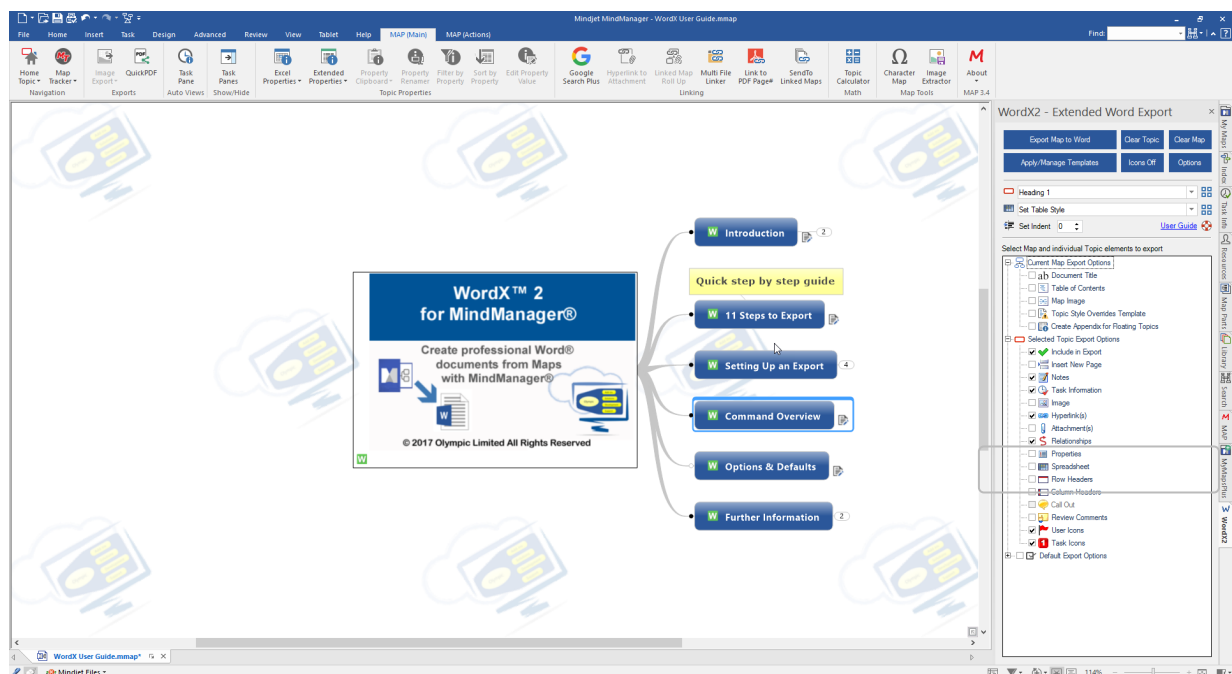 Mindjet MindManager - WordX User Guide.mmap
File Home Insert Task Design Advanced Review View Tablet Help MAP (Main) MAP (Actions) Find:
Home Topic Map Tracker Image Export QuickPDF Task Pane Task Panes Excel Properties Extended Properties Property Clipboard Property Renamer Filter by Property Sort by Property Edit Property Value Google Search Plus Hyperlink to Attachment Linked Map Roll Up Multi File Linker Link to PDF Page# SendTo Linked Maps Topic Calculator Character Map Image Extractor About
Navigation Exports Auto Views Show/Hide Topic Properties Linking Math Map Tools MAP 3.4
WordX™ 2
for MindManager®
Create professional Word®
documents from Maps
with MindManager®
W
© 2017 Olympic Limited All Rights Reserved
W
W Introduction 2
Quick step by step guide
W 11 Steps to Export
W Setting Up an Export 4
W Command Overview
W Options & Defaults
W Further Information 2
WordX2 - Extended Word Export ×
Export Map to Word Clear Topic Clear Map
Apply/Manage Templates Icons Off Options
Heading 1
Set Table Style
Set Indent 0 User Guide
Select Map and individual Topic elements to export
Current Map Export Options
ab Document Title
Table of Contents
Map Image
Topic Style Overrides Template
Create Appendix for Floating Topics
Selected Topic Export Options
Include in Export
Insert New Page
Notes
Task Information
Image
Hyperlink(s)
Attachment(s)
Relationships
Properties
Spreadsheet
Row Headers
Column Headers
Call Out
Review Comments
User Icons
1 Task Icons
Default Export Options
My Maps
Index
Task Info
Resources
Map Parts
Library
Search
MAP
MyMapsPlus
WordX2
WordX User Guide.mmap*
Mindjet Files
114%